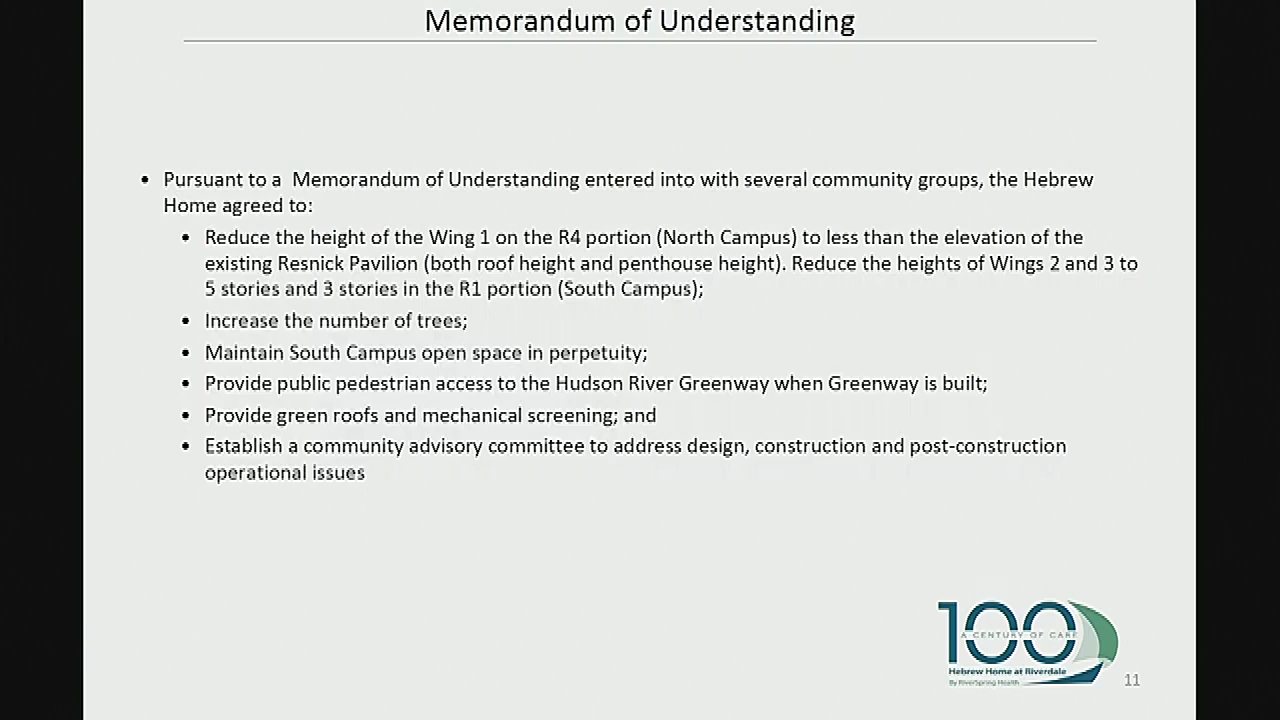 Memorandum of Understanding
• Pursuant to a  Memorandum of Understanding entered into with several community groups, the Hebrew
Home agreed to:
• Reduce the height of the Wing 1 on the R4 portion (North Campus) to less than the elevation of the
existing Resnick Pavilion (both roof height and penthouse height). Reduce the heights of Wings 2 and 3 to
5 stories and 3 stories in the R1 portion (South Campus);
• Increase the number of trees;
• Maintain South Campus open space in perpetuity;
• Provide public pedestrian access to the Hudson River Greenway when Greenway is built;
• Provide green roofs and mechanical screening; and
• Establish a community advisory committee to address design, construction and post-construction
operational issues
100
A CENTURY OF CARE
Hebrew Home at Riverdale
By RiverSpring Health
11